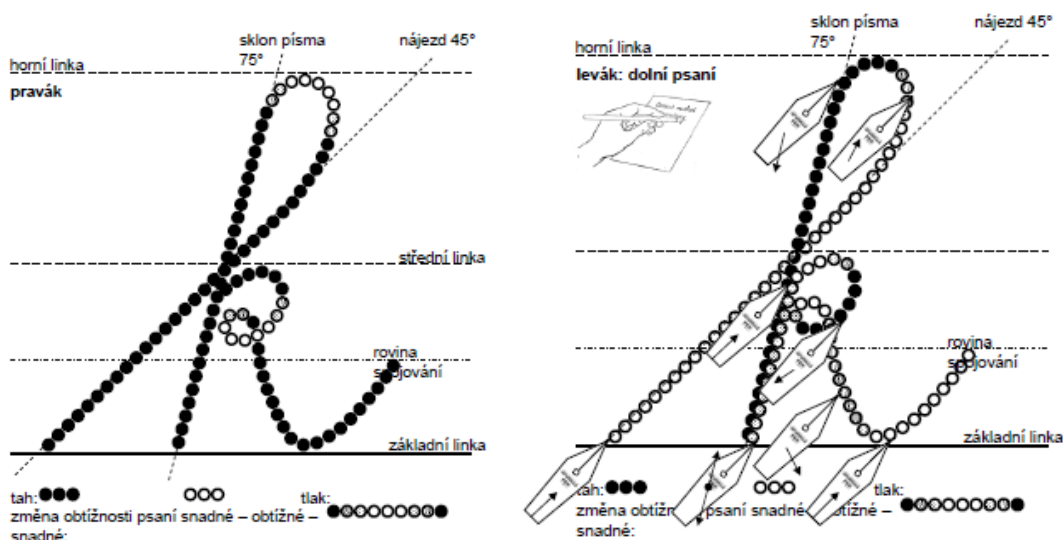 sklon písma
75°
nájezd 45°
horní linka
pravák
střední linka
rovina
spojování
základní linka
tah:
tlak:
změna obtížnosti psaní snadné – obtížné –
snadné:
sklon písma
75°
nájezd 45°
horní linka
levák: dolní psaní
rovina
spojování
základní linka
tah:
tlak:
změna psaní snadné –
snadné: